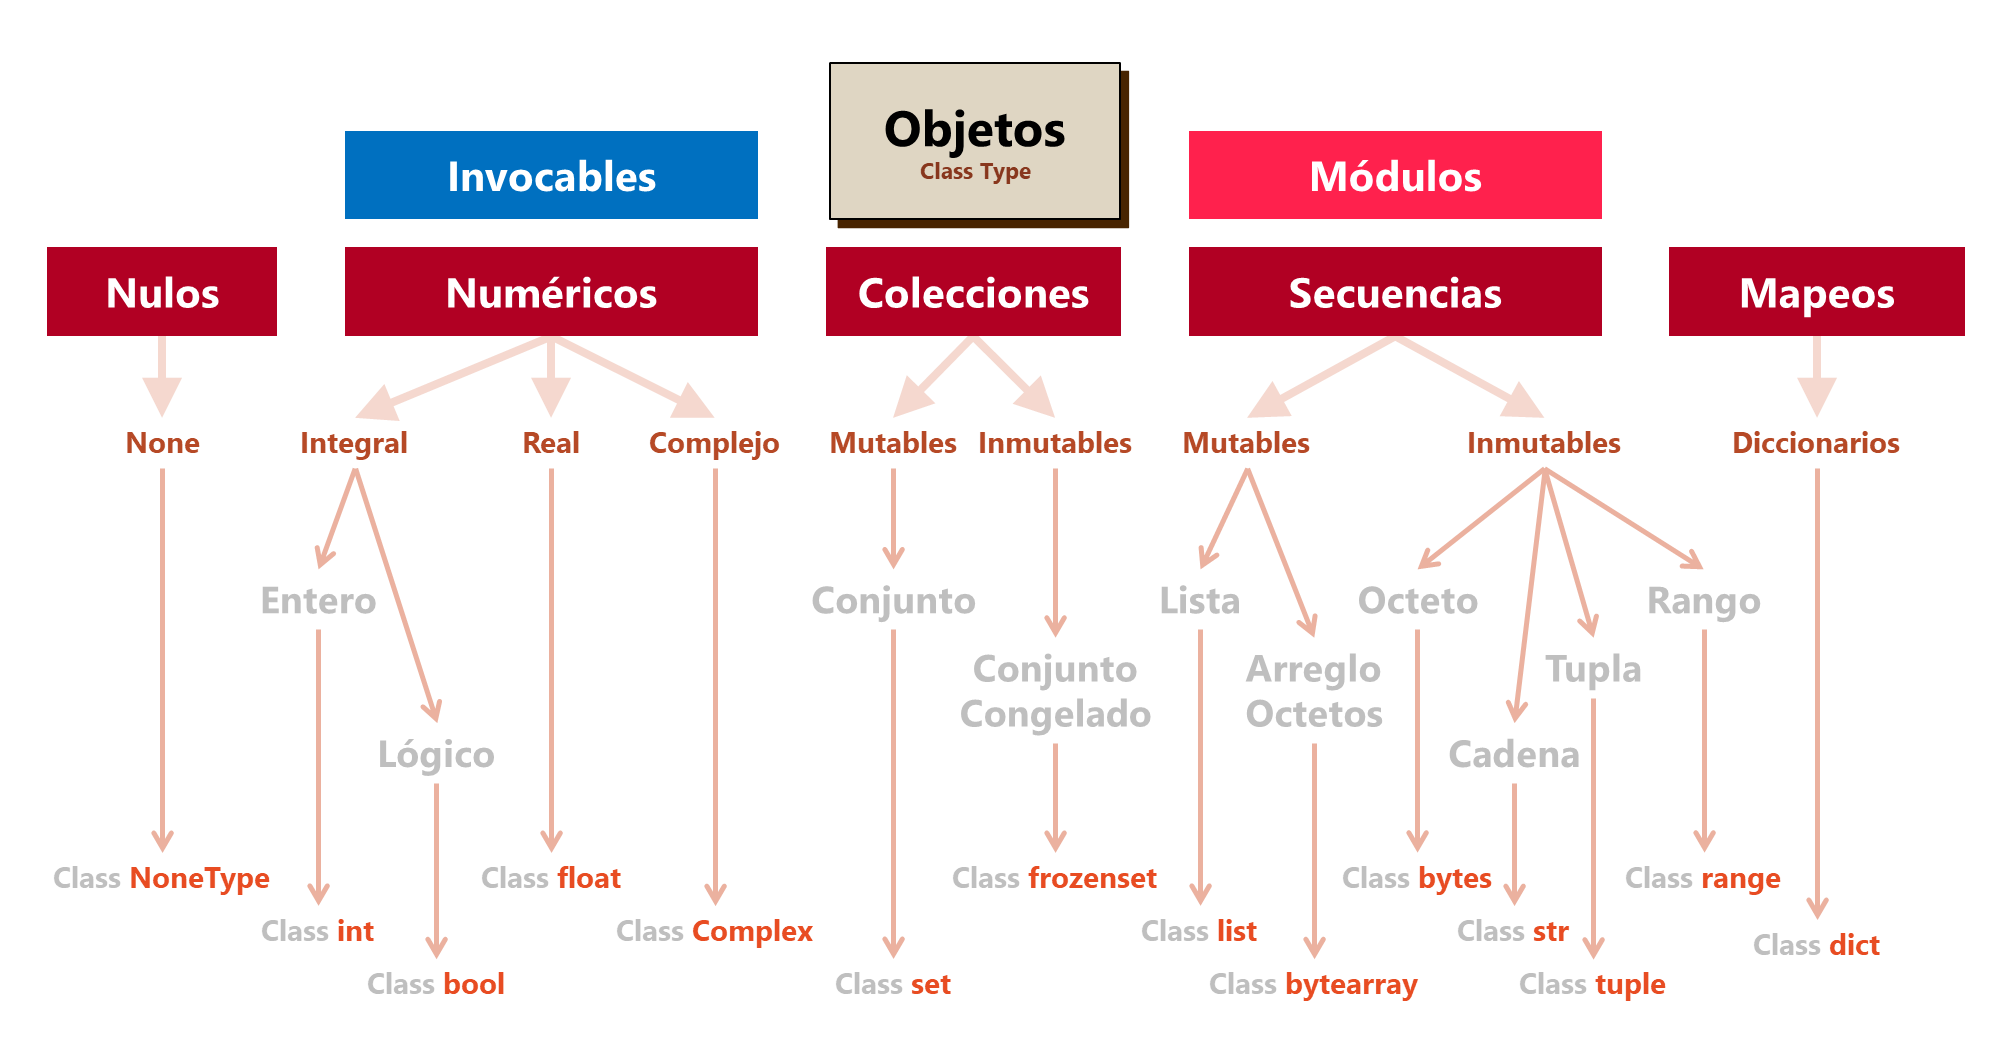 Objetos
Class Type
Invocables
Módulos
Nulos
Numéricos
Colecciones
Secuencias
Mapeos
None
Integral
Real
Complejo
Mutables
Inmutables
Mutables
Inmutables
Diccionarios
Entero
Conjunto
Lista
Octeto
Rango
Conjunto
Congelado
Arreglo
Octetos
Tupla
Lógico
Cadena
Class NoneType
Class float
Class frozenset
Class bytes
Class range
Class int
Class Complex
Class list
Class str
Class dict
Class bool
Class set
Class bytearray
Class tuple